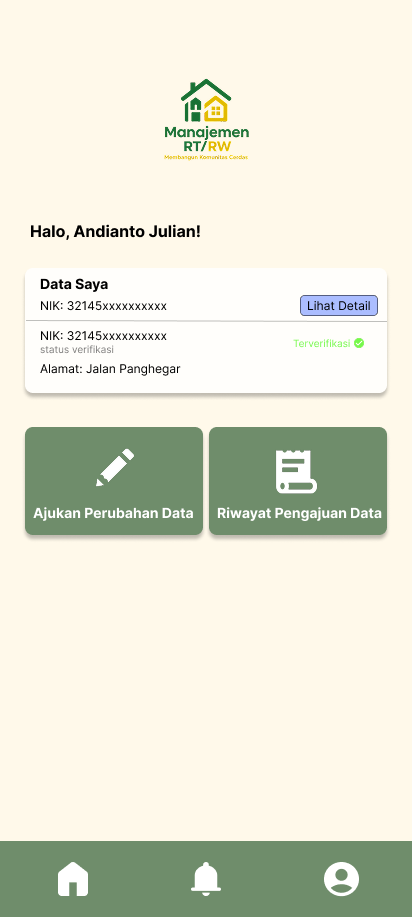 Manajemen
RT/RW
Membangun Komunitas Cerdas
Halo, Andianto Julian!
Data Saya
NIK: 32145xxxxxxxxxx
Lihat Detail
NIK: 32145xxxxxxxxxx
status verifikasi
Terverifikasi
Alamat: Jalan Panghegar
Ajukan Perubahan Data
Riwayat Pengajuan Data